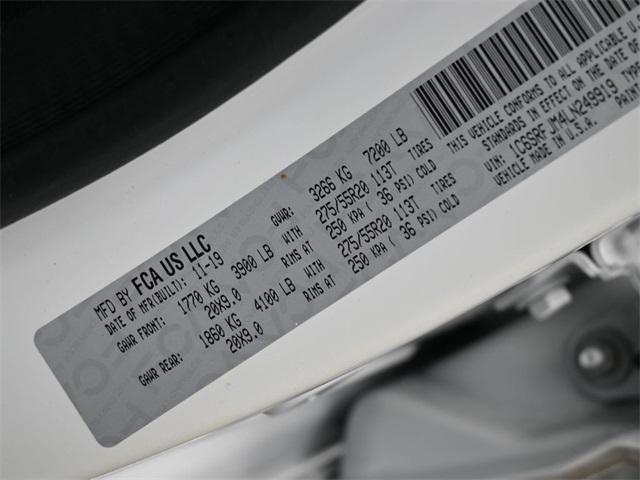 MFD BY FCA US LLC
DATE OF MFR(BUILT): 11-19 GVWR: 3266 KG 7200 LB
GAWR FRONT: 1770 KG 3900 LB WITH 275/55R20 113T TIRES
20X9.0 RIMS AT 250 KPA ( 36 PSI) COLD
GAWR REAR: 1860 KG 4100 LB WITH 275/55R20 113T TIRES
20X9.0 RIMS AT 250 KPA ( 36 PSI) COLD
THIS VEHICLE CONFORMS TO ALL APPLICABLE U
STANDARDS IN EFFECT ON THE DA
VIN: 1C6SRFJM4LN249919 TYPE
MADE IN U.S.A. PAIN